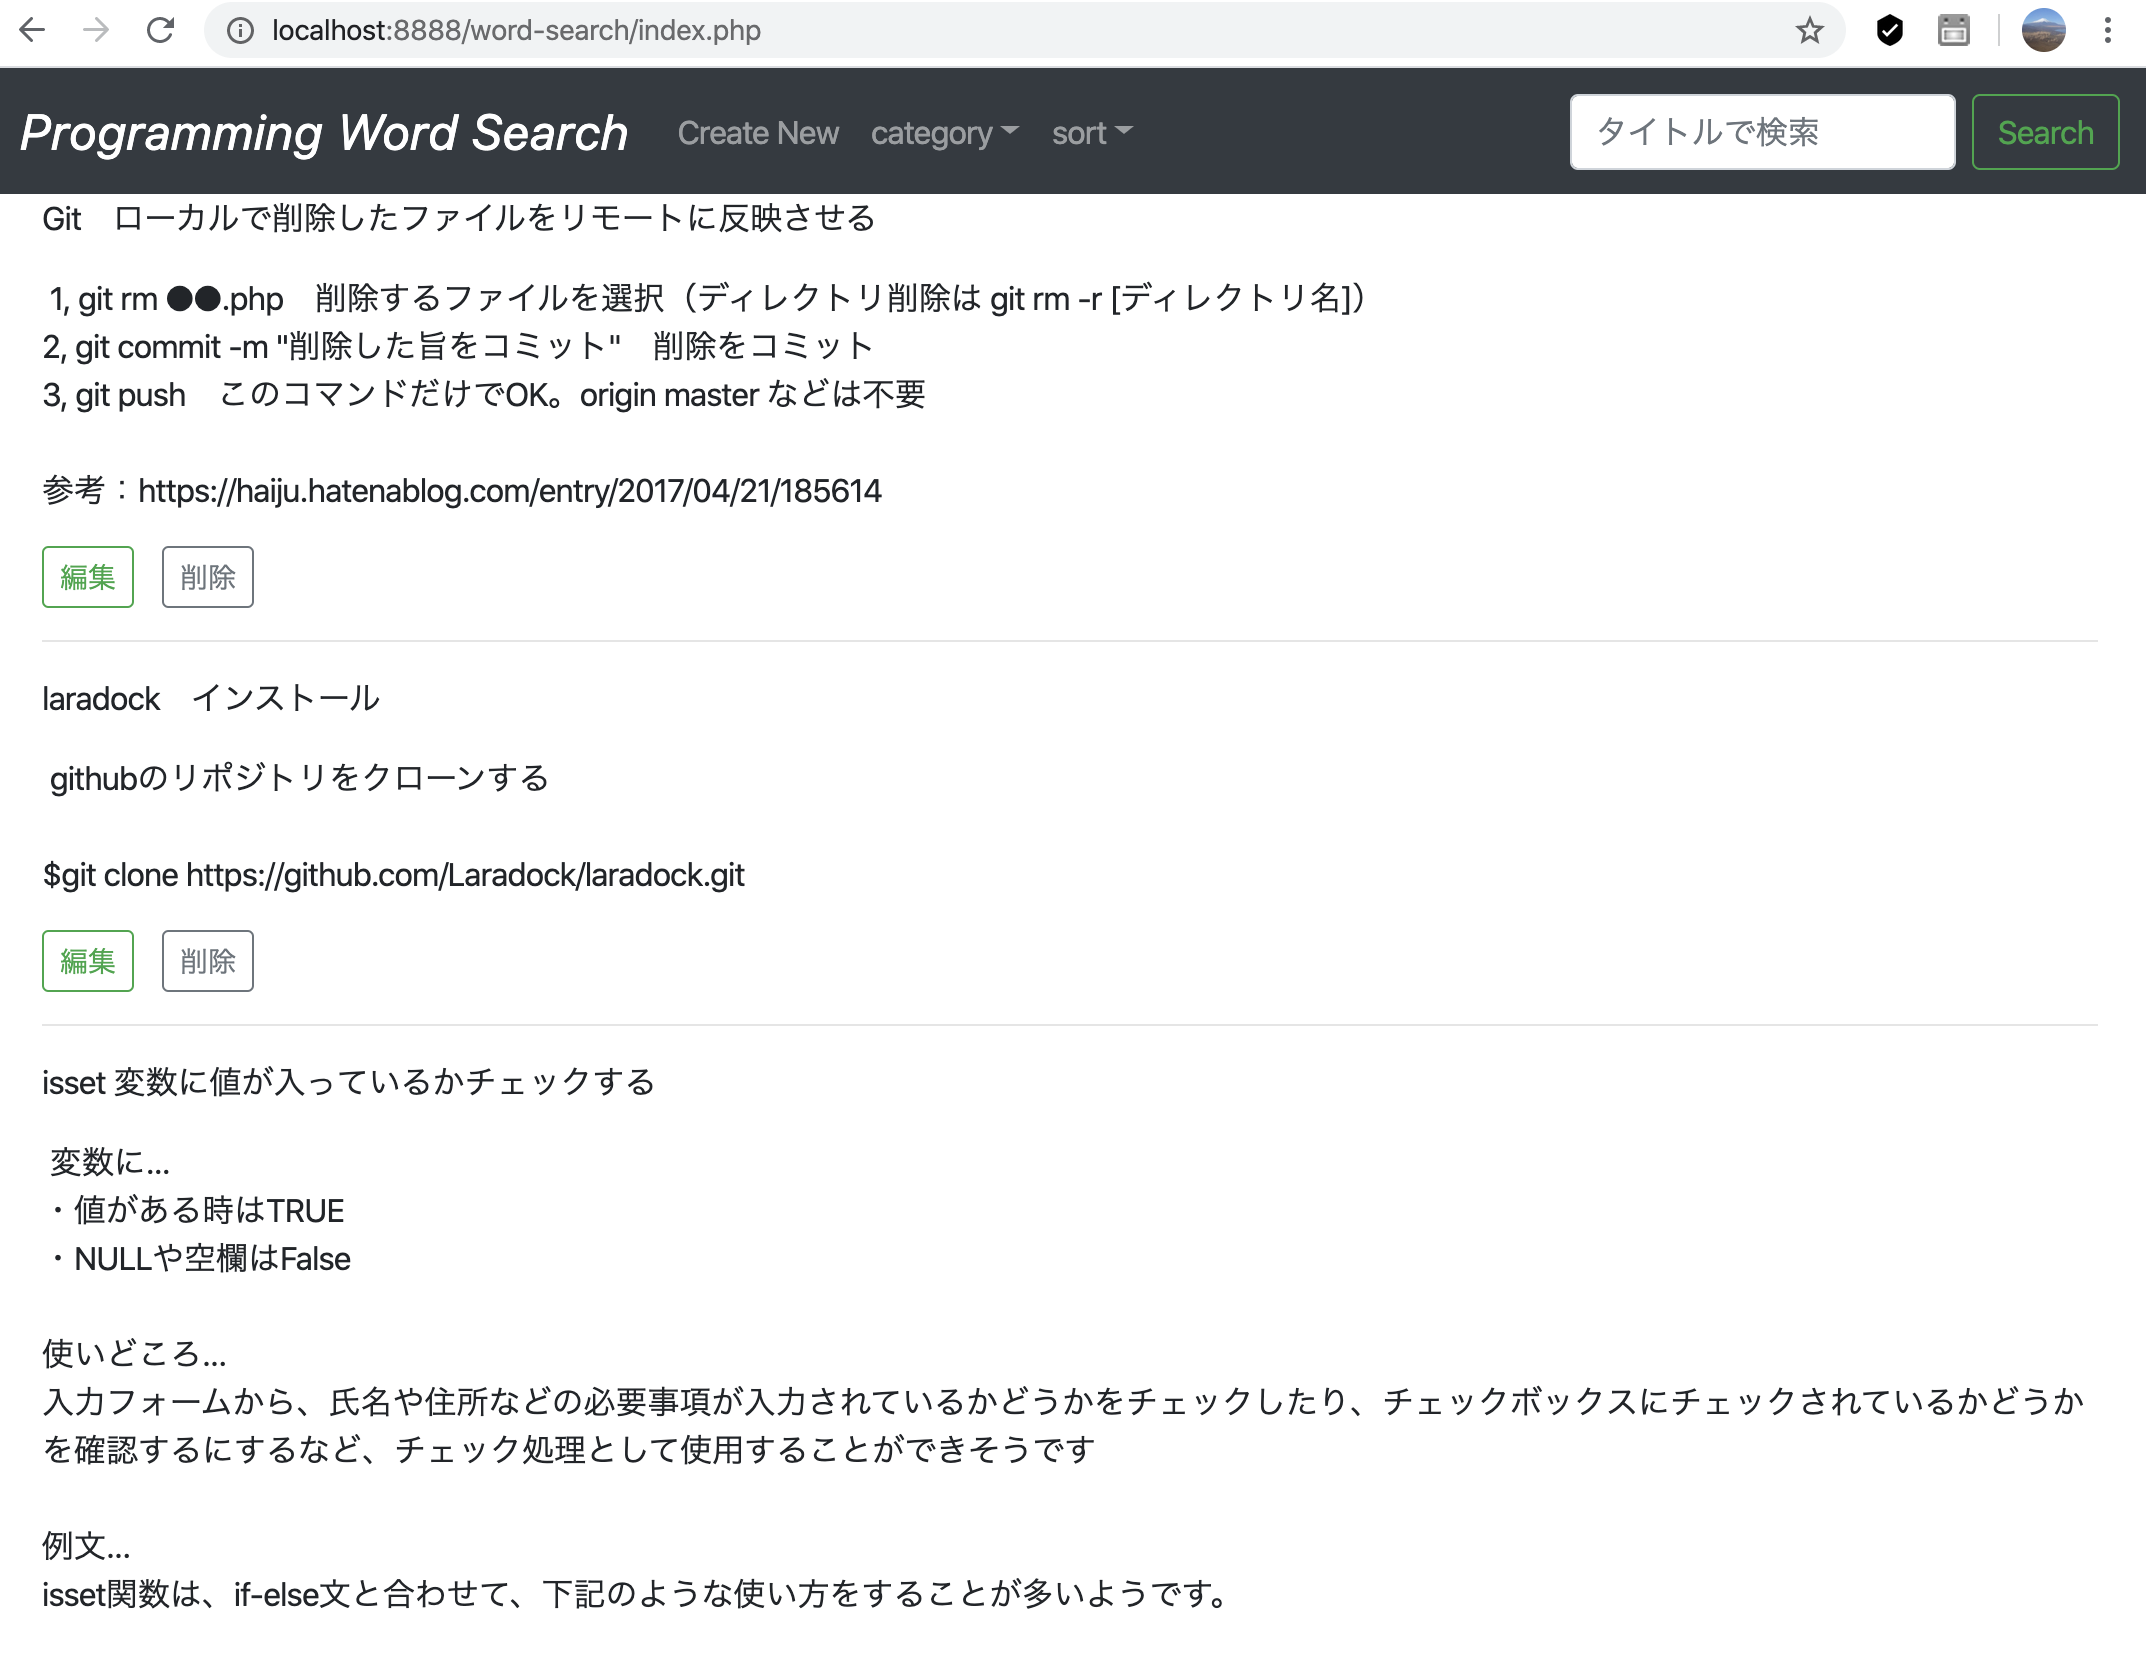 localhost:8888/word-search/index.php
Programming Word Search Create New category sort タイトルで検索 Search
Git　ローカルで削除したファイルをリモートに反映させる
1, git rm ●●.php　削除するファイルを選択（ディレクトリ削除は git rm -r [ディレクトリ名]）
2, git commit -m "削除した旨をコミット"　削除をコミット
3, git push　このコマンドだけでOK。origin master などは不要
参考：https://haiju.hatenablog.com/entry/2017/04/21/185614
編集 削除
laradock　インストール
githubのリポジトリをクローンする
$git clone https://github.com/Laradock/laradock.git
編集 削除
isset 変数に値が入っているかチェックする
変数に...
・値がある時はTRUE
・NULLや空欄はFalse
使いどころ...
入力フォームから、氏名や住所などの必要事項が入力されているかどうかをチェックしたり、チェックボックスにチェックされているかどうか
を確認するにするなど、チェック処理として使用することができそうです
例文...
isset関数は、if-else文と合わせて、下記のような使い方をすることが多いようです。